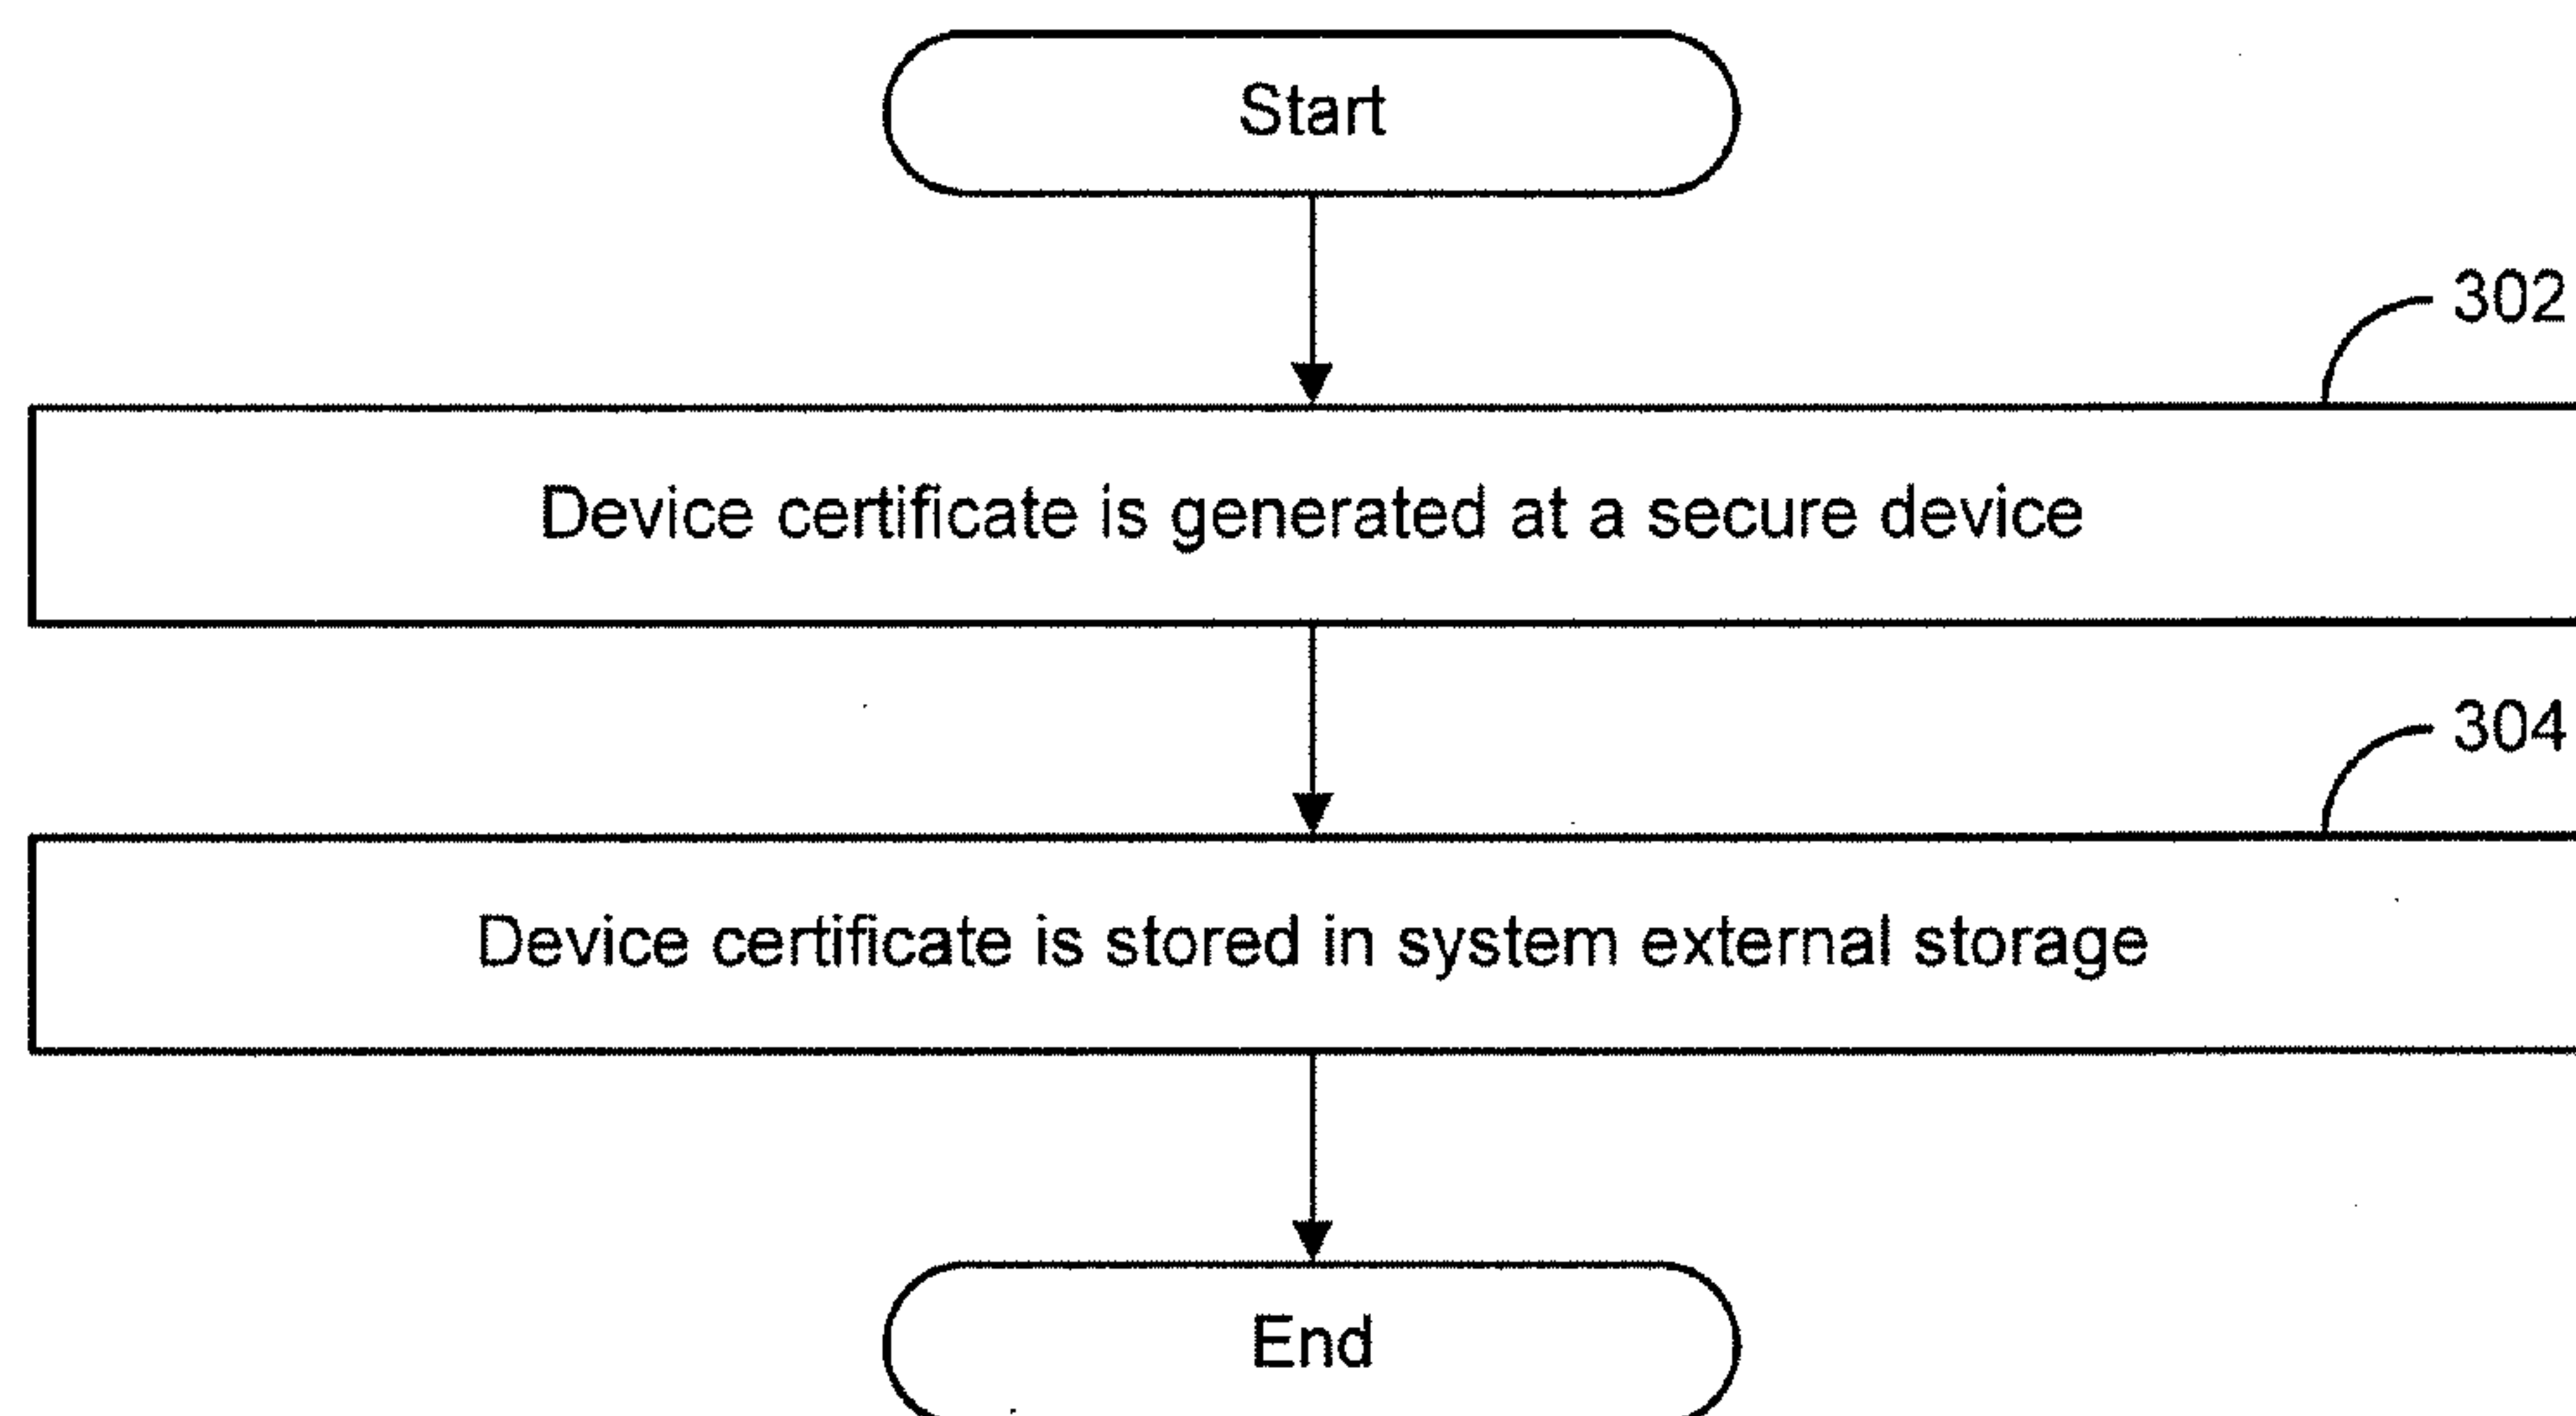 Start
302
Device certificate is generated at a secure device
304
Device certificate is stored in system external storage
End